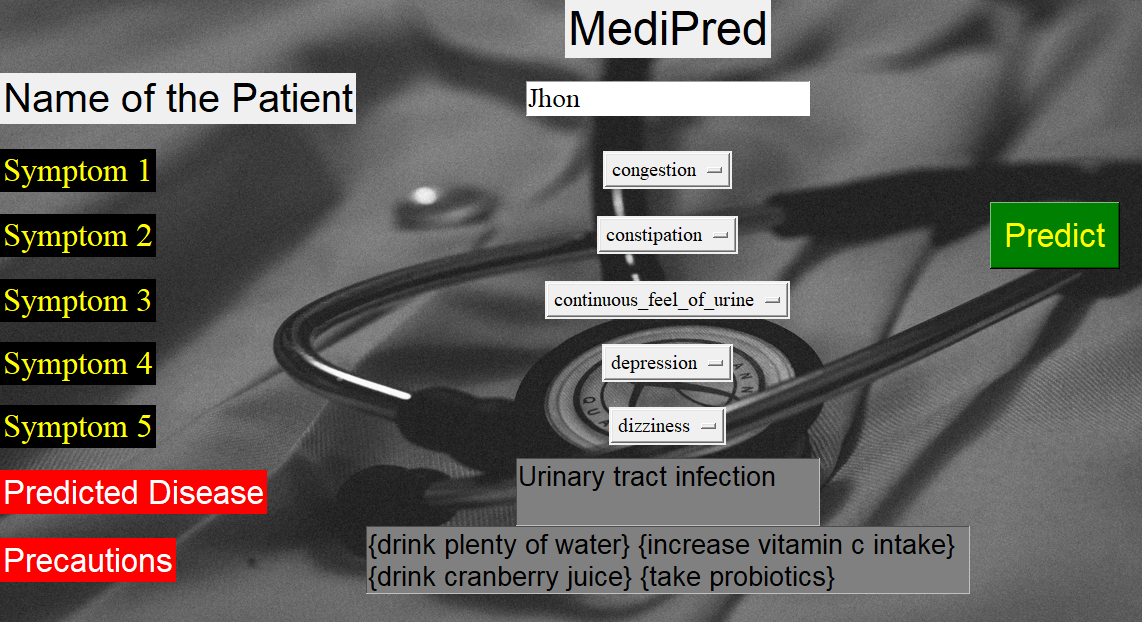 MediPred
Name of the Patient
Jhon
Symptom 1
congestion
Symptom 2
constipation
Predict
Symptom 3
continuous_feel_of_urine
Symptom 4
depression
Symptom 5
dizziness
Predicted Disease
Urinary tract infection
Precautions
{drink plenty of water} {increase vitamin c intake}
{drink cranberry juice} {take probiotics}